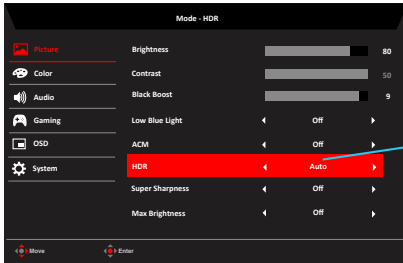 Mode - HDR
Picture
Brightness 80
Color
Contrast 50
Audio
Black Boost 9
Gaming
Low Blue Light Off
OSD
ACM Off
System
HDR Auto
Super Sharpness Off
Max Brightness Off
Move Enter